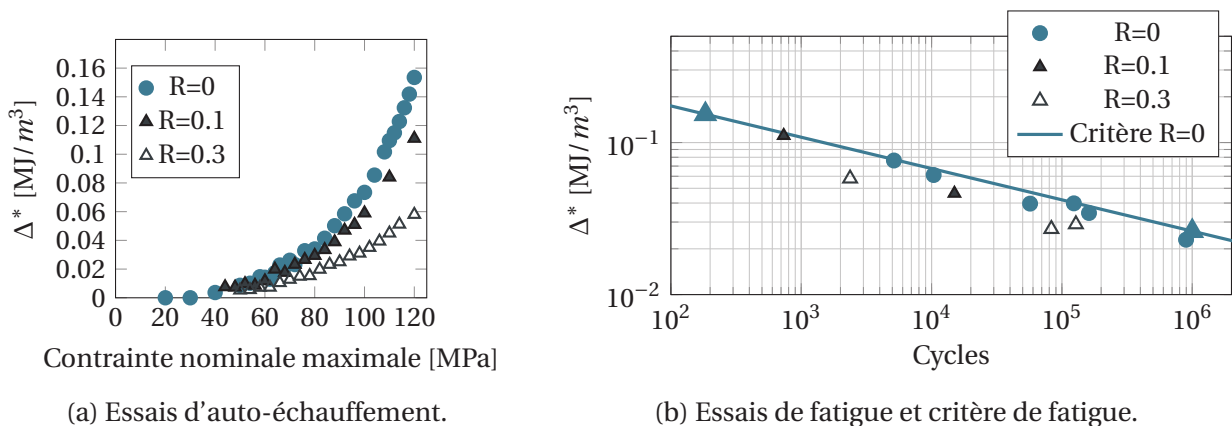 0.16
0.14
0.12
0.1
0.08
0.06
0.04
0.02
0
Δ* [MJ/m³]
R=0
R=0.1
R=0.3
0 20 40 60 80 100 120
Contrainte nominale maximale [MPa]
(a) Essais d'auto-échauffement.
10⁻¹
10⁻²
Δ* [MJ/m³]
R=0
R=0.1
R=0.3
Critère R=0
10² 10³ 10⁴ 10⁵ 10⁶
Cycles
(b) Essais de fatigue et critère de fatigue.